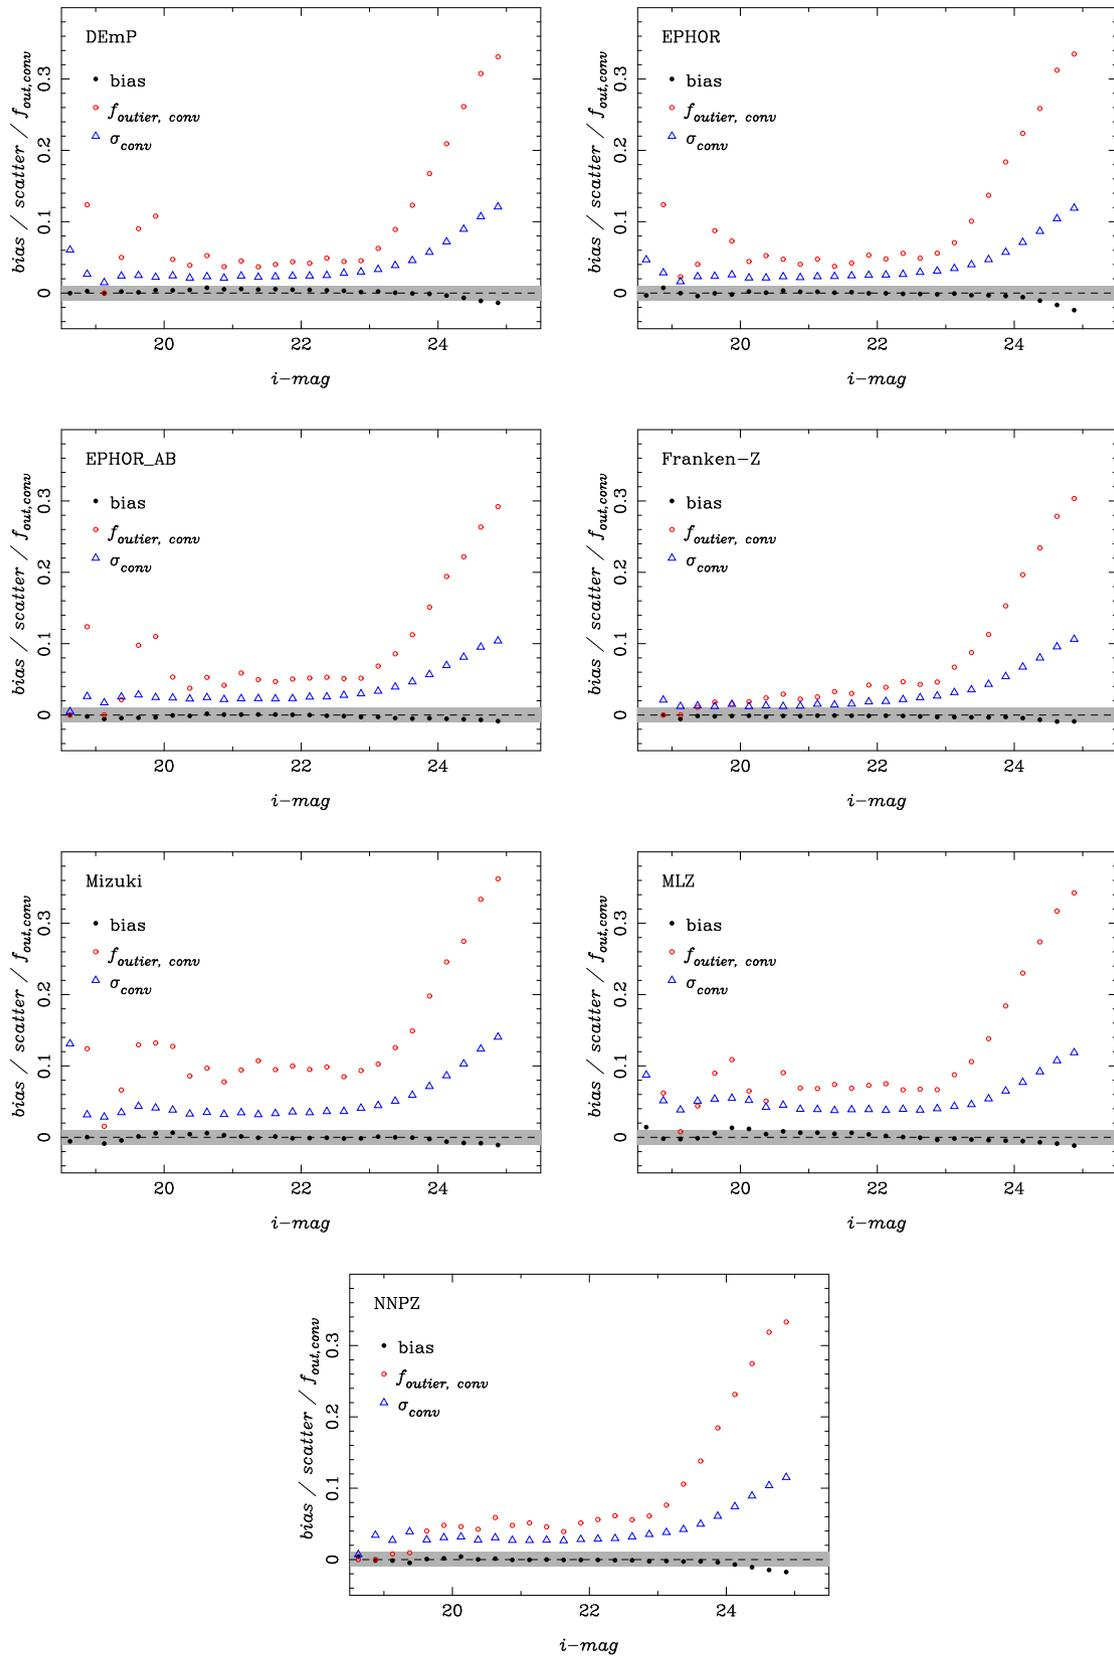 DEmP
bias
f_outier, conv
σ_conv
bias / scatter / f_out,conv
0 0.1 0.2 0.3
20 22 24
i-mag
EPHOR
bias
f_outier, conv
σ_conv
bias / scatter / f_out,conv
0 0.1 0.2 0.3
20 22 24
i-mag
EPHOR_AB
bias
f_outier, conv
σ_conv
bias / scatter / f_out,conv
0 0.1 0.2 0.3
20 22 24
i-mag
Franken-Z
bias
f_outier, conv
σ_conv
bias / scatter / f_out,conv
0 0.1 0.2 0.3
20 22 24
i-mag
Mizuki
bias
f_outier, conv
σ_conv
bias / scatter / f_out,conv
0 0.1 0.2 0.3
20 22 24
i-mag
MLZ
bias
f_outier, conv
σ_conv
bias / scatter / f_out,conv
0 0.1 0.2 0.3
20 22 24
i-mag
NNPZ
bias
f_outier, conv
σ_conv
bias / scatter / f_out,conv
0 0.1 0.2 0.3
20 22 24
i-mag